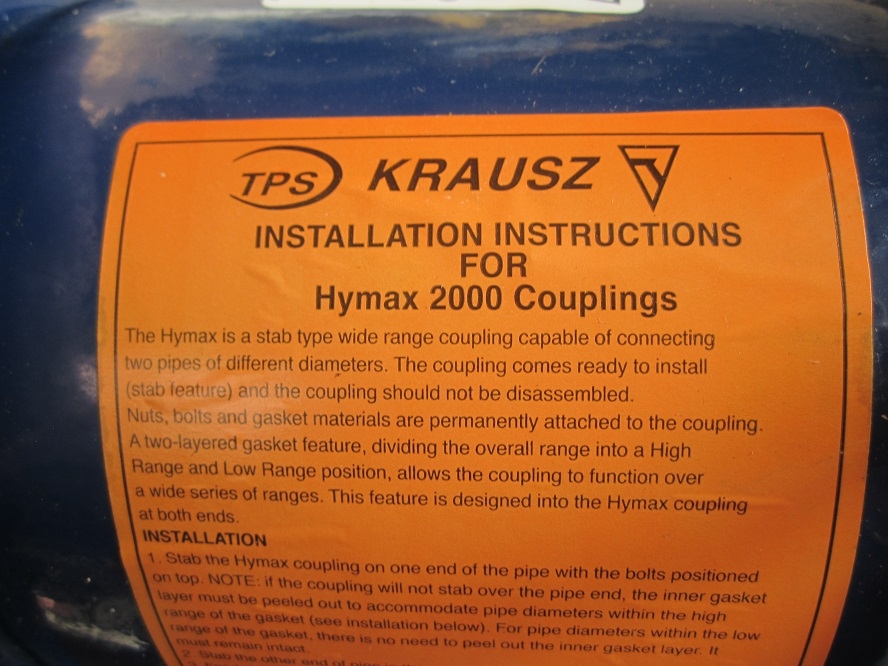 TPS KRAUSZ
INSTALLATION INSTRUCTIONS
FOR
Hymax 2000 Couplings
The Hymax is a stab type wide range coupling capable of connecting
two pipes of different diameters. The coupling comes ready to install
(stab feature) and the coupling should not be disassembled.
Nuts, bolts and gasket materials are permanently attached to the coupling.
A two-layered gasket feature, dividing the overall range into a High
Range and Low Range position, allows the coupling to function over
a wide series of ranges. This feature is designed into the Hymax coupling
at both ends.
INSTALLATION
1. Stab the Hymax coupling on one end of the pipe with the bolts positioned
on top. NOTE: if the coupling will not stab over the pipe end, the inner gasket
layer must be peeled out to accommodate pipe diameters within the high
range of the gasket (see installation below). For pipe diameters within the low
range of the gasket, there is no need to peel out the inner gasket layer. It
must remain intact.
2. Stab the other end of